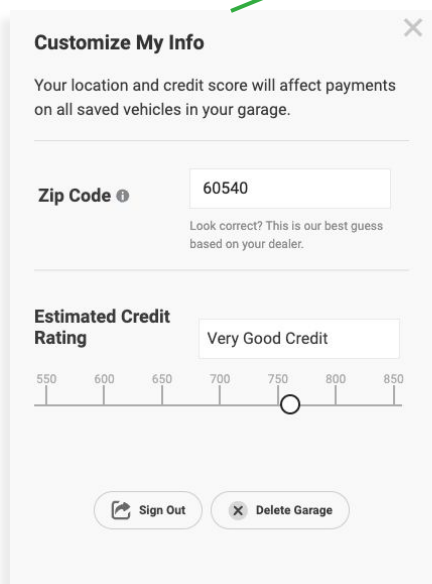 Customize My Info
Your location and credit score will affect payments
on all saved vehicles in your garage.
Zip Code
60540
Look correct? This is our best guess
based on your dealer.
Estimated Credit
Rating
Very Good Credit
550 600 650 700 750 800 850
Sign Out
Delete Garage